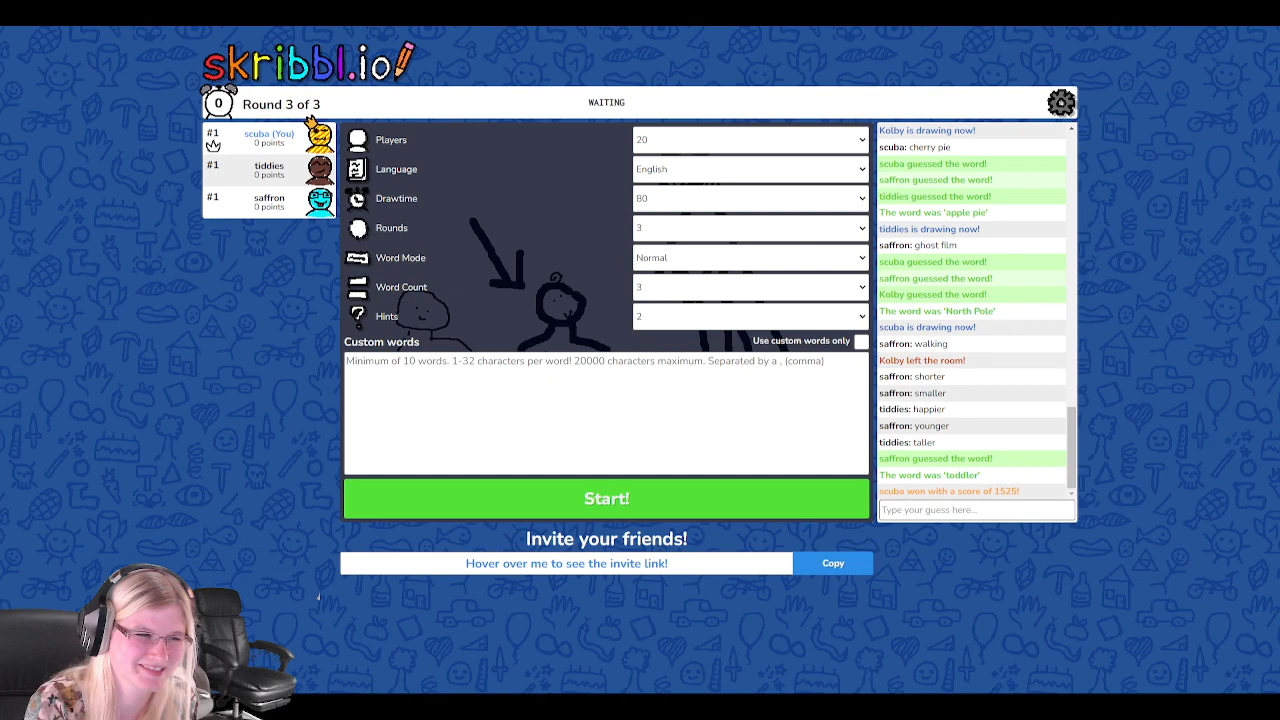 skribbl.io!
0
Round 3 of 3
WAITING
#1
scuba (You)
0 points
#1
tiddies
0 points
#1
saffron
0 points
Players
20
Language
English
Drawtime
80
Rounds
3
Word Mode
Normal
Word Count
3
Hints
2
Custom words
Use custom words only
Minimum of 10 words. 1-32 characters per word! 20000 characters maximum. Separated by a , (comma)
Start!
Invite your friends!
Hover over me to see the invite link!
Copy
Kolby is drawing now!
scuba: cherry pie
scuba guessed the word!
saffron guessed the word!
tiddies guessed the word!
The word was 'apple pie'
tiddies is drawing now!
saffron: ghost film
scuba guessed the word!
saffron guessed the word!
Kolby guessed the word!
The word was 'North Pole'
scuba is drawing now!
saffron: walking
Kolby left the room!
saffron: shorter
saffron: smaller
tiddies: happier
saffron: younger
tiddies: taller
saffron guessed the word!
The word was 'toddler'
scuba won with a score of 1525!
Type your guess here...